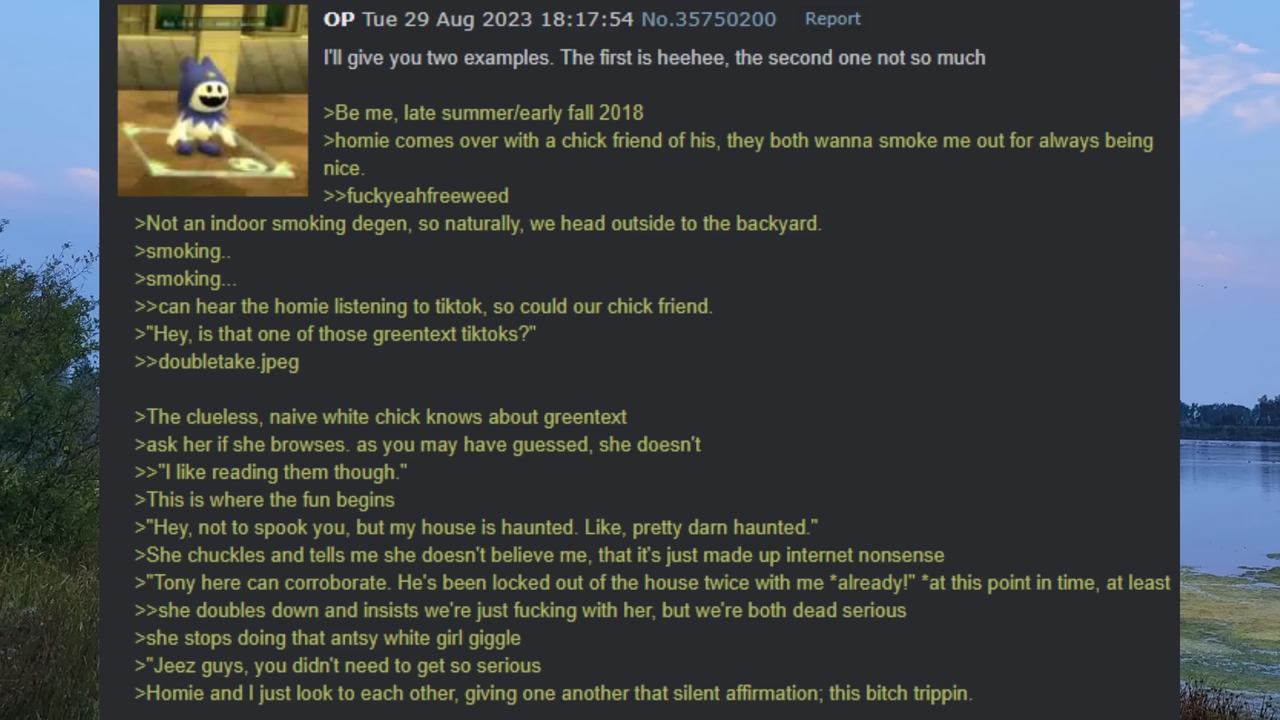 OP Tue 29 Aug 2023 18:17:54 No.35750200 Report
I'll give you two examples. The first is heehee, the second one not so much
>Be me, late summer/early fall 2018
>homie comes over with a chick friend of his, they both wanna smoke me out for always being
nice.
>>fuckyeahfreeweed
>Not an indoor smoking degen, so naturally, we head outside to the backyard.
>smoking..
>smoking...
>>can hear the homie listening to tiktok, so could our chick friend.
>"Hey, is that one of those greentext tiktoks?"
>>doubletake.jpeg
>The clueless, naive white chick knows about greentext
>ask her if she browses. as you may have guessed, she doesn't
>>"I like reading them though."
>This is where the fun begins
>"Hey, not to spook you, but my house is haunted. Like, pretty darn haunted."
>She chuckles and tells me she doesn't believe me, that it's just made up internet nonsense
>"Tony here can corroborate. He's been locked out of the house twice with me *already!" *at this point in time, at least
>>she doubles down and insists we're just fucking with her, but we're both dead serious
>she stops doing that antsy white girl giggle
>"Jeez guys, you didn't need to get so serious
>Homie and I just look to each other, giving one another that silent affirmation; this bitch trippin.